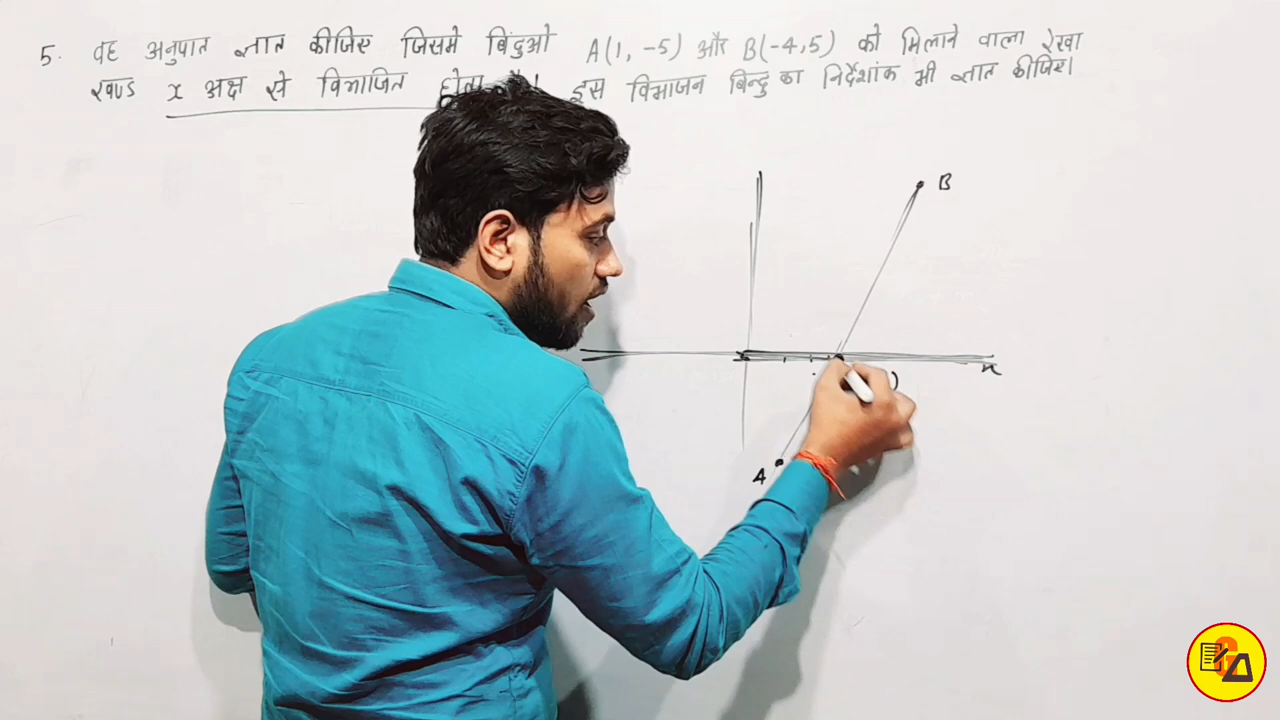 5. वह अनुपात ज्ञात कीजिए जिसमे बिंदुओ A(1, -5) और B(-4,5) को मिलाने वाला रेखा
खण्ड x अक्ष से विभाजित इस विभाजन बिन्दु का निर्देशांक भी ज्ञात कीजिए।
B
x
A